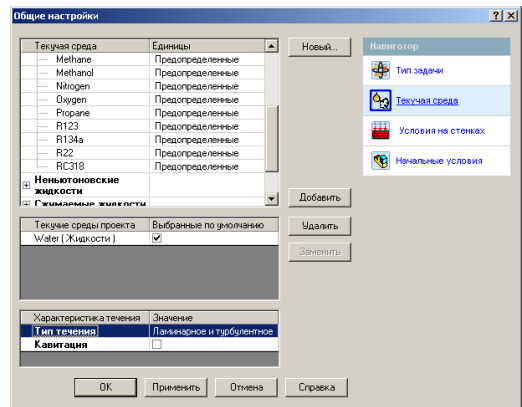 Общие настройки
Текучая среда Единицы
Methane Предопределенные
Methanol Предопределенные
Nitrogen Предопределенные
Oxygen Предопределенные
Propane Предопределенные
R123 Предопределенные
R134a Предопределенные
R22 Предопределенные
RC318 Предопределенные
Неньютоновские
жидкости
Сжимаемые жидкости
Новый...
Добавить
Удалить
Заменить
Навигатор
Тип задачи
Текучая среда
Условия на стенках
Начальные условия
Текучие среды проекта Выбранные по умолчанию
Water ( Жидкости )
Характеристика течения Значение
Тип течения Ламинарное и турбулентное
Кавитация
OK Применить Отмена Справка